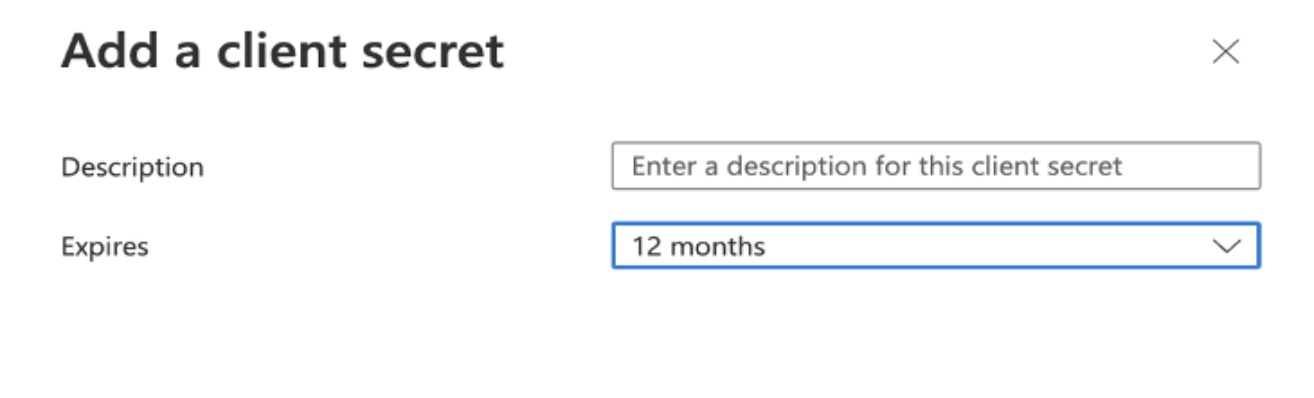 Add a client secret
Description
Enter a description for this client secret
Expires
12 months